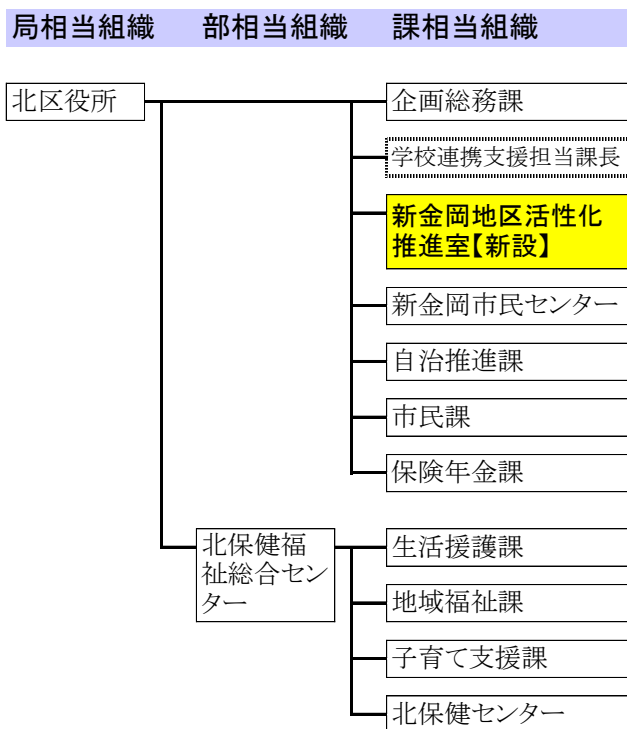 局相当組織 部相当組織 課相当組織
北区役所
企画総務課
学校連携支援担当課長
新金岡地区活性化
推進室【新設】
新金岡市民センター
自治推進課
市民課
保険年金課
北保健福
祉総合セン
ター
生活援護課
地域福祉課
子育て支援課
北保健センター